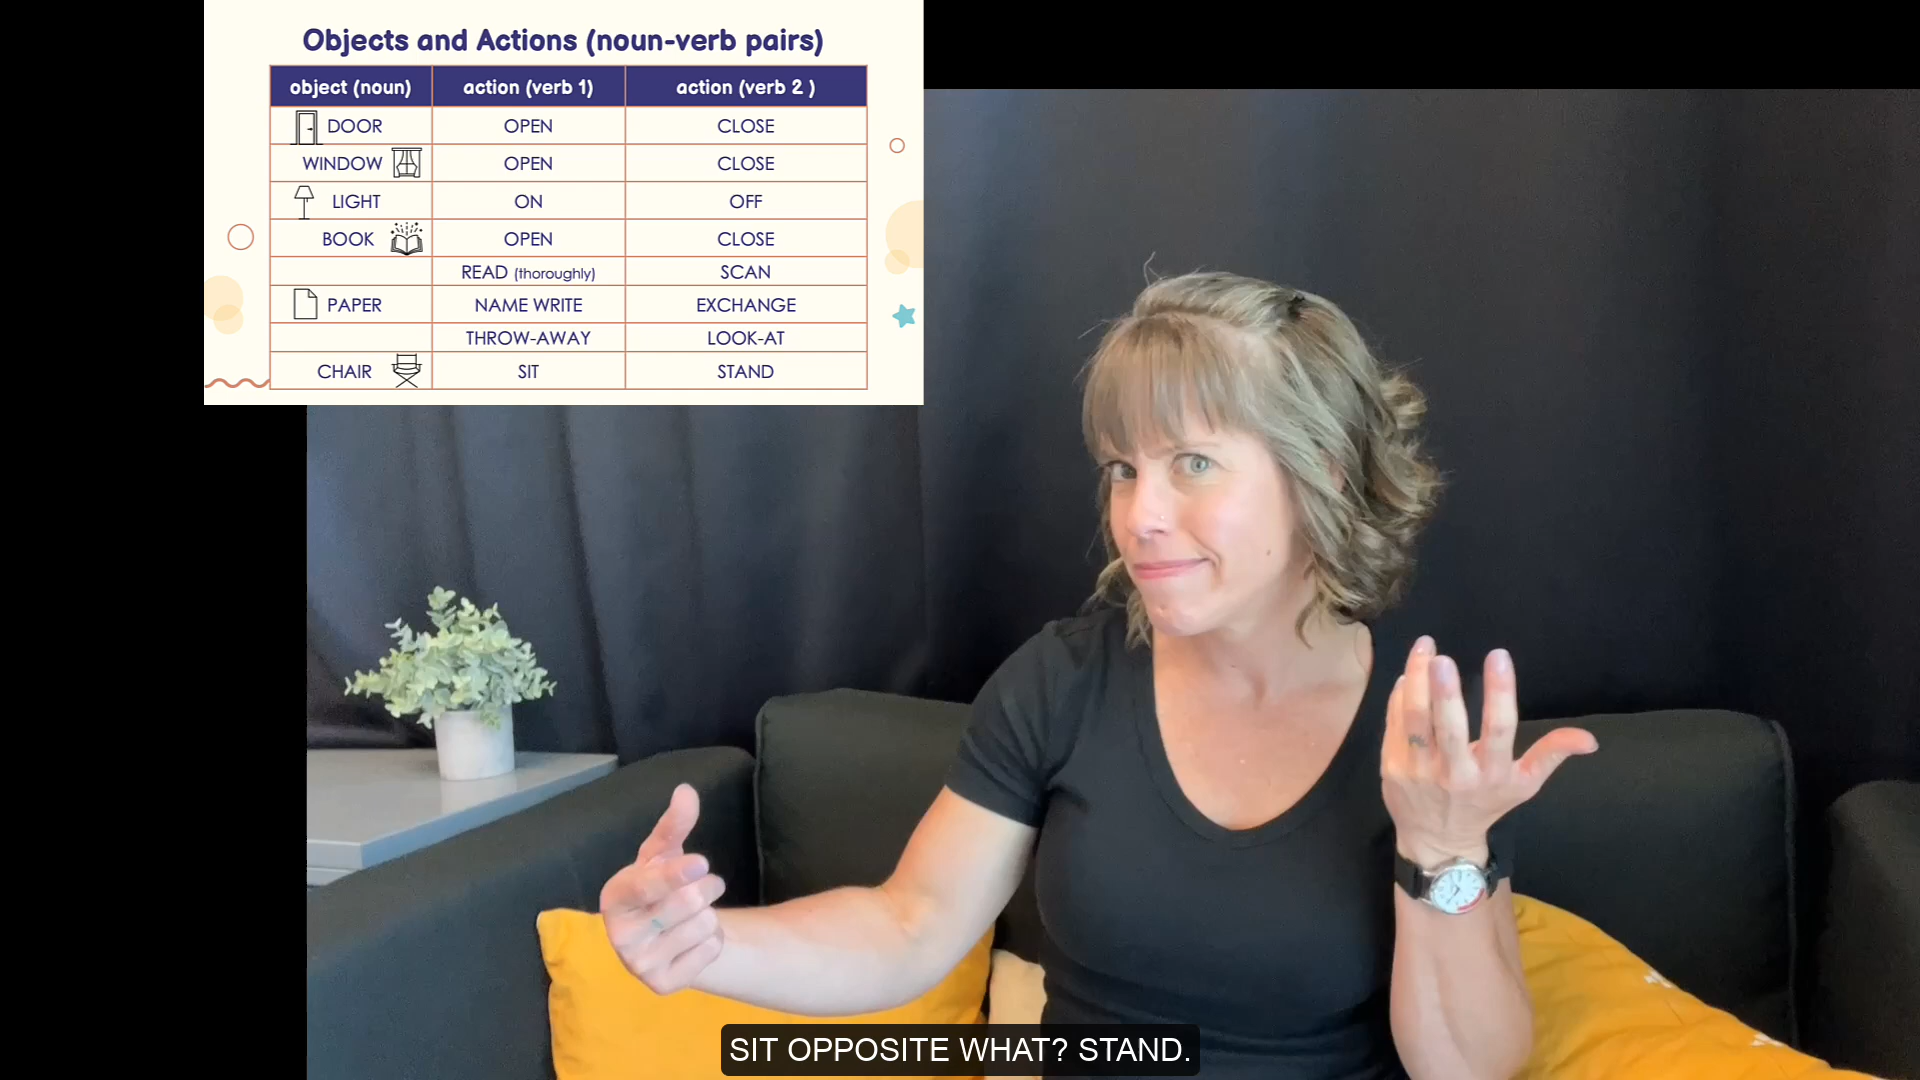 Objects and Actions (noun-verb pairs)
object (noun) action (verb 1) action (verb 2 )
DOOR OPEN CLOSE
WINDOW OPEN CLOSE
LIGHT ON OFF
BOOK OPEN CLOSE
READ (thoroughly) SCAN
PAPER NAME WRITE EXCHANGE
THROW-AWAY LOOK-AT
CHAIR SIT STAND
SIT OPPOSITE WHAT? STAND.